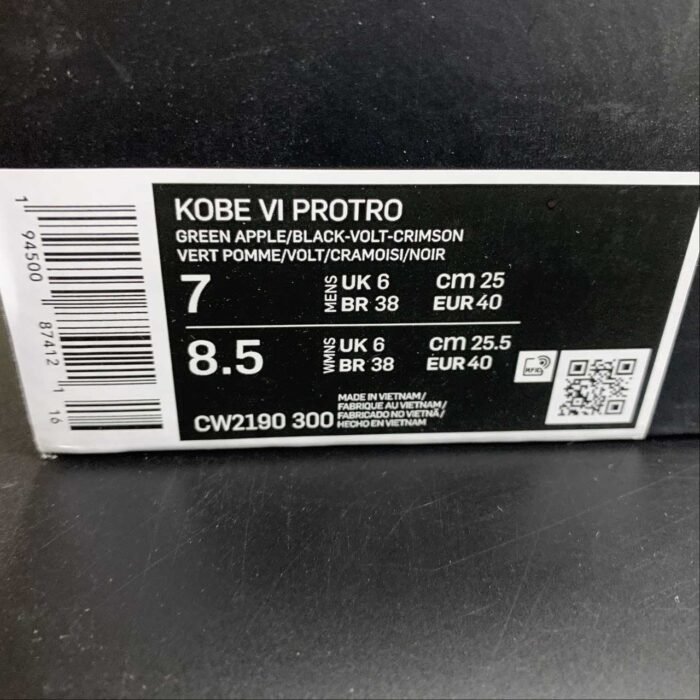 KOBE VI PROTRO
GREEN APPLE/BLACK-VOLT-CRIMSON
VERT POMME/VOLT/CRAMOISI/NOIR
7 MENS UK 6 cm 25
BR 38 EUR 40
8.5 WMNS UK 6 cm 25.5
BR 38 EUR 40
RFID
CW2190 300
MADE IN VIETNAM/
FABRIQUE AU VIETNAM/
FABRICADO NO VIETNÃ/
HECHO EN VIETNAM
1 94500 87412 1 16